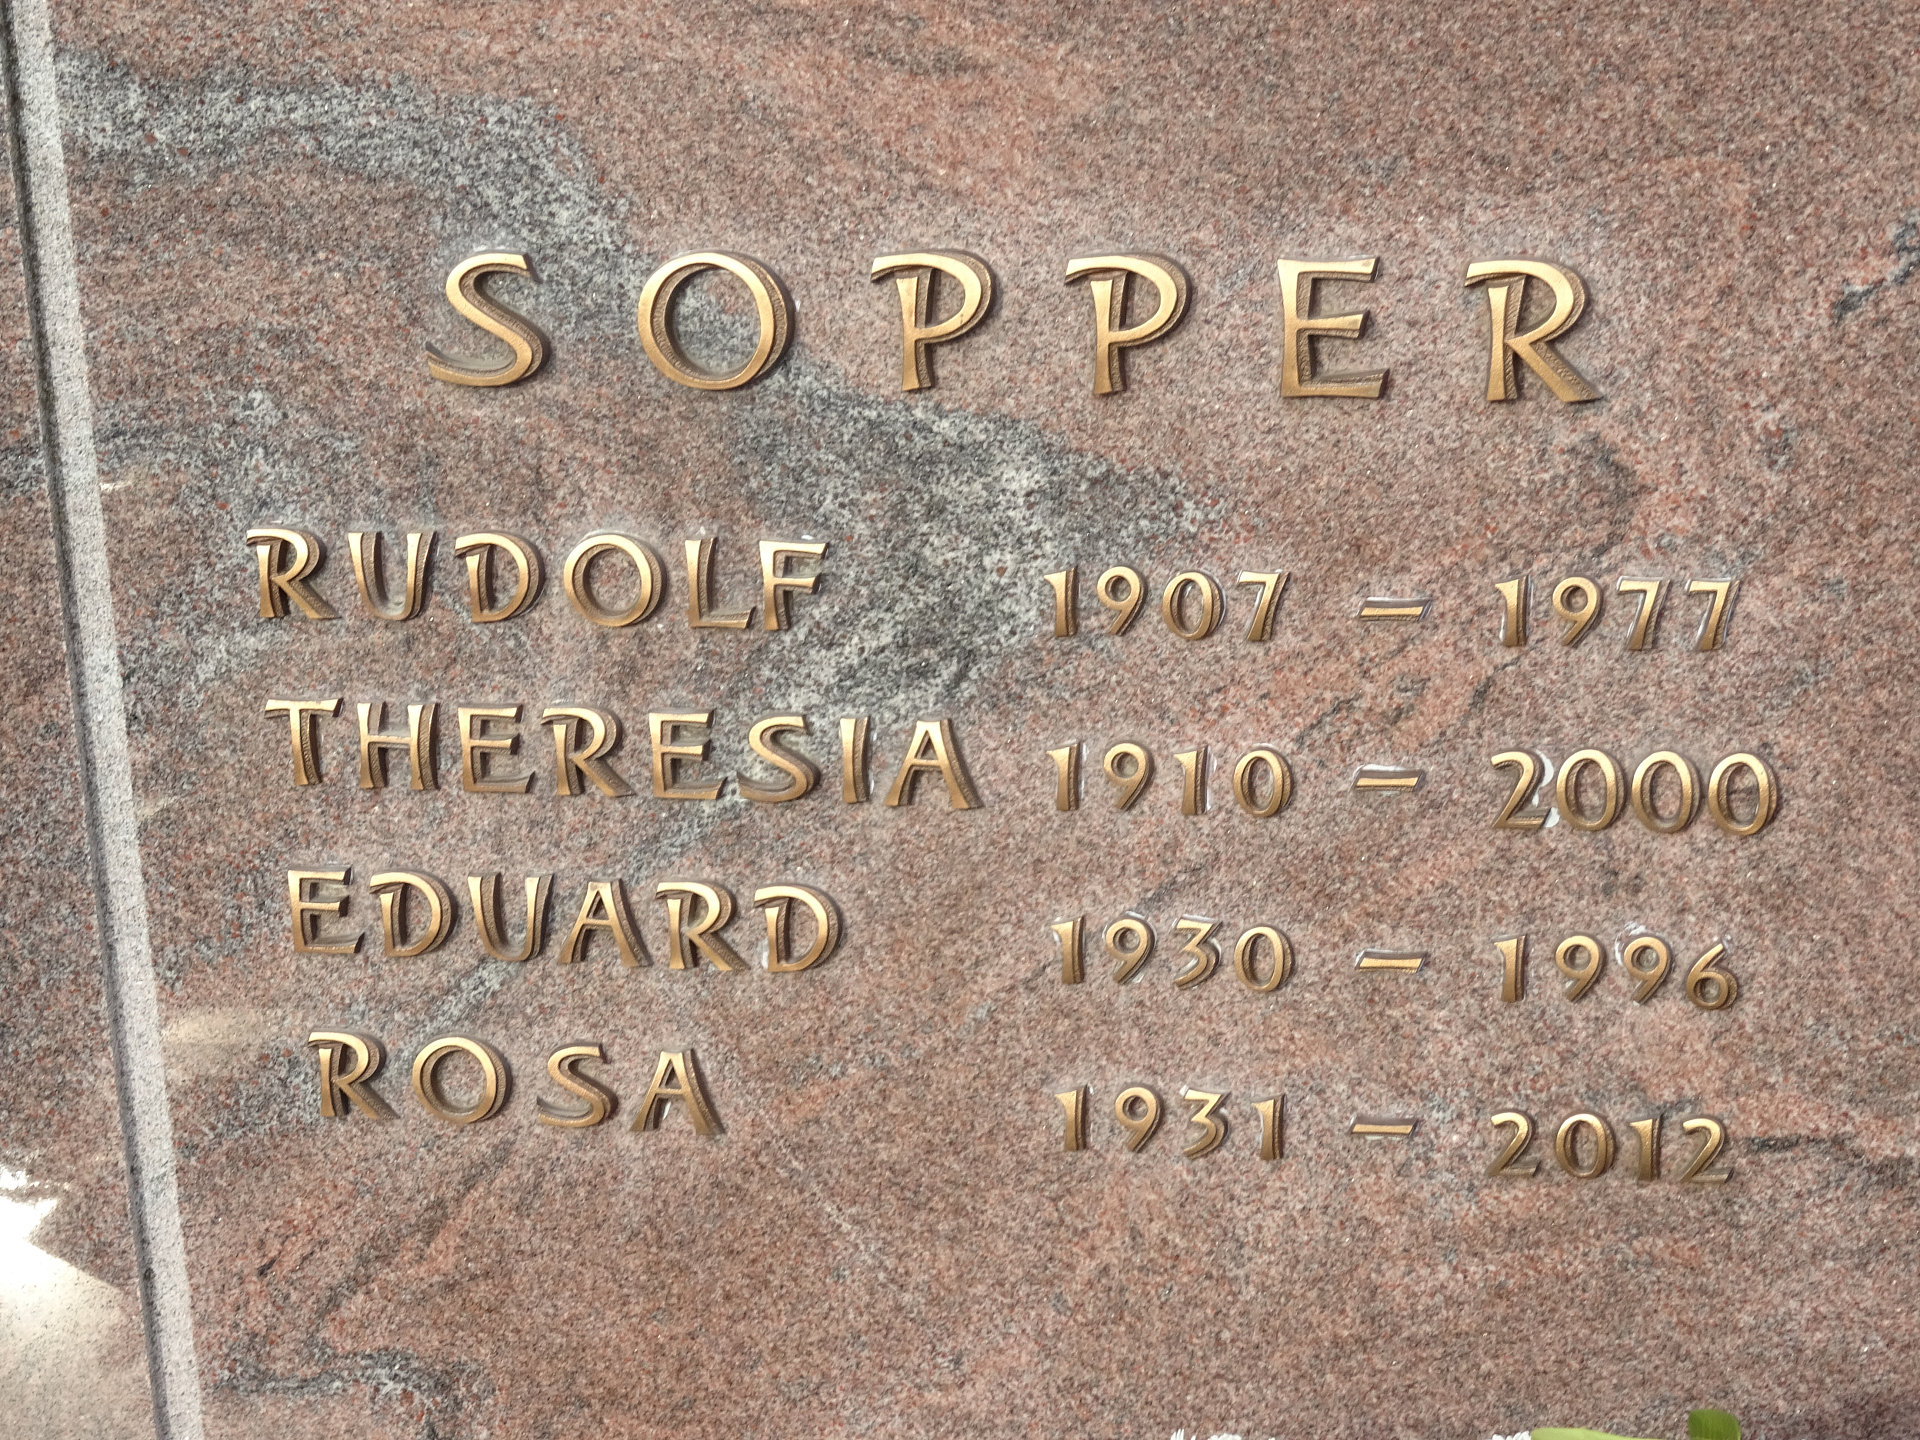 SOPPER
RUDOLF 1907 – 1977
THERESIA 1910 – 2000
EDUARD 1930 – 1996
ROSA 1931 – 2012